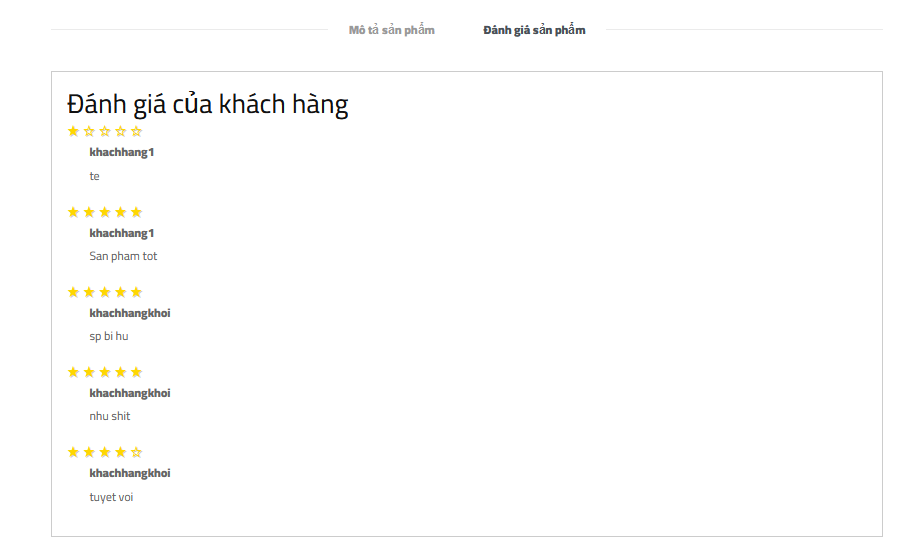 Mô tả sản phẩm
Đánh giá sản phẩm
Đánh giá của khách hàng
khachhang1
te
khachhang1
San pham tot
khachhangkhoi
sp bi hu
khachhangkhoi
nhu shit
khachhangkhoi
tuyet voi